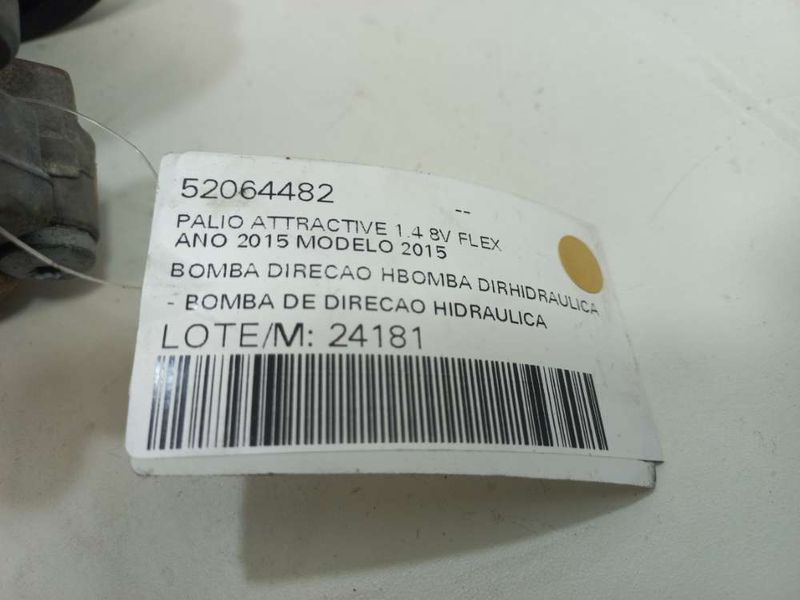 52064482
--
PALIO ATTRACTIVE 1.4 8V FLEX
ANO 2015 MODELO 2015
BOMBA DIRECAO HBOMBA DIRHIDRAULICA
- BOMBA DE DIRECAO HIDRAULICA
LOTE/M: 24181